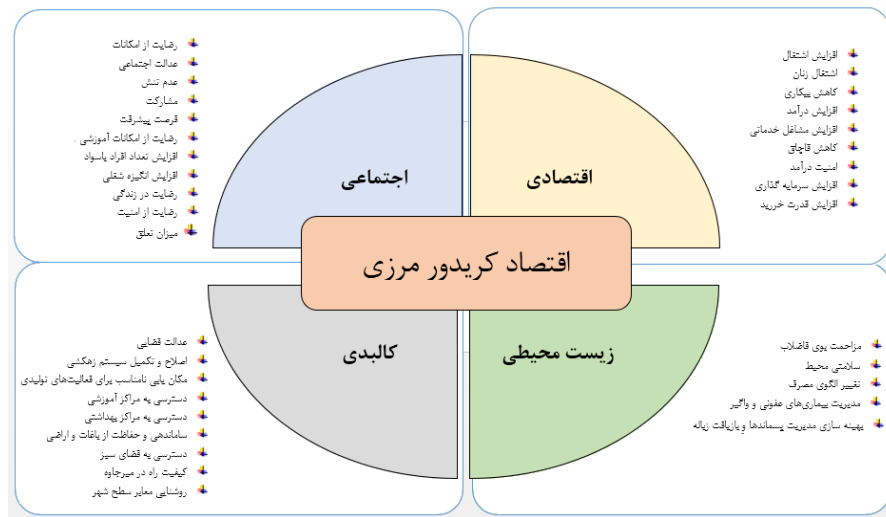 اقتصادی
افزایش اشتغال
اشتغال زنان
کاهش بیکاری
افزایش درآمد
افزایش مشاغل خدماتی
کاهش قاچاق
امنیت درآمد
افزایش سرمایه گذاری
افزایش قدرت خررید
اجتماعی
رضایت از امکانات
عدالت اجتماعی
عدم تنش
مشارکت
فرصت پیشرفت
رضایت از امکانات آموزشی .
افزایش تعداد افراد باسواد
افزایش انگیزه شغلی
رضایت در زندگی
رضایت از امنیت
میزان تعلق
اقتصاد کریدور مرزی
زیست محیطی
مزاحمت بوی فاضلاب
سلامتی محیط
تغییر الگوی مصرف
مدیریت بیماری‌های عفونی و واگیر
بهینه سازی مدیریت پسماندها و بازیافت زباله
کالبدی
عدالت فضایی
اصلاح و تکمیل سیستم زهکشی
مکان یابی نامناسب برای فعالیت‌های تولیدی
دسترسی به مراکز آموزشی
دسترسی به مراکز بهداشتی
ساماندهی و حفاظت از باغات و اراضی
دسترسی به فضای سبز
کیفیت راه در میرجاوه
روشنایی معابر سطح شهر